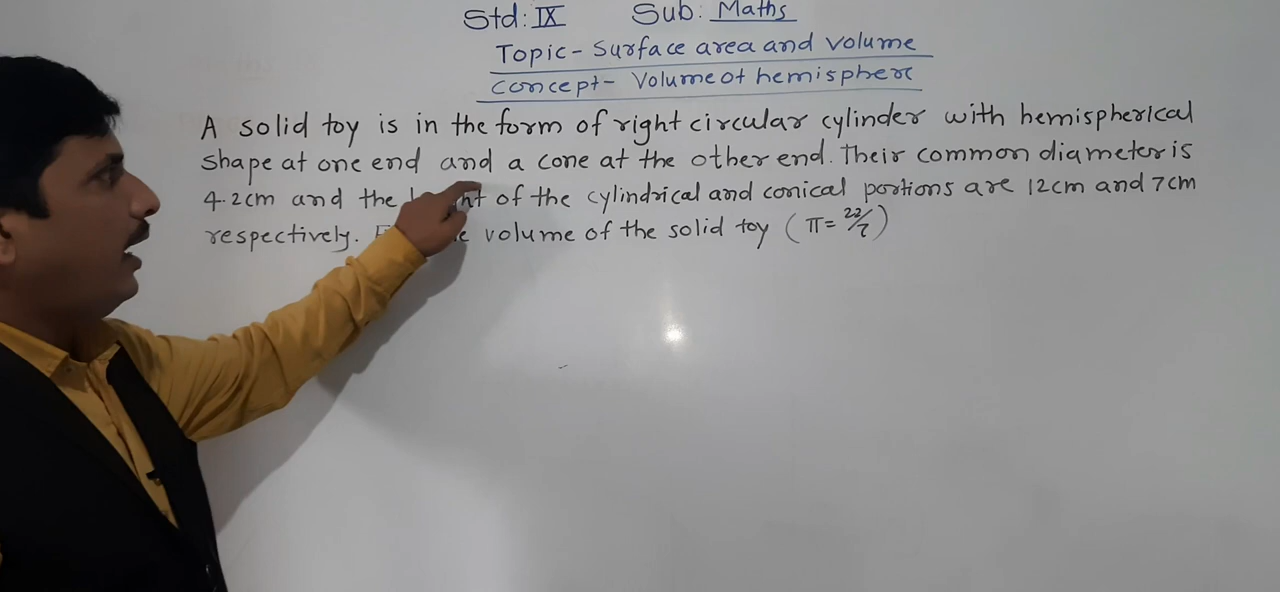 Std: IX Sub: Maths
Topic- Surface area and volume
Concept- Volume of hemisphere
A solid toy is in the form of right circular cylinder with hemispherical
shape at one end and a cone at the other end. Their common diameter is
4.2cm and the of the cylindrical and conical portions are 12cm and 7cm
respectively. volume of the solid toy (π= 22/7)